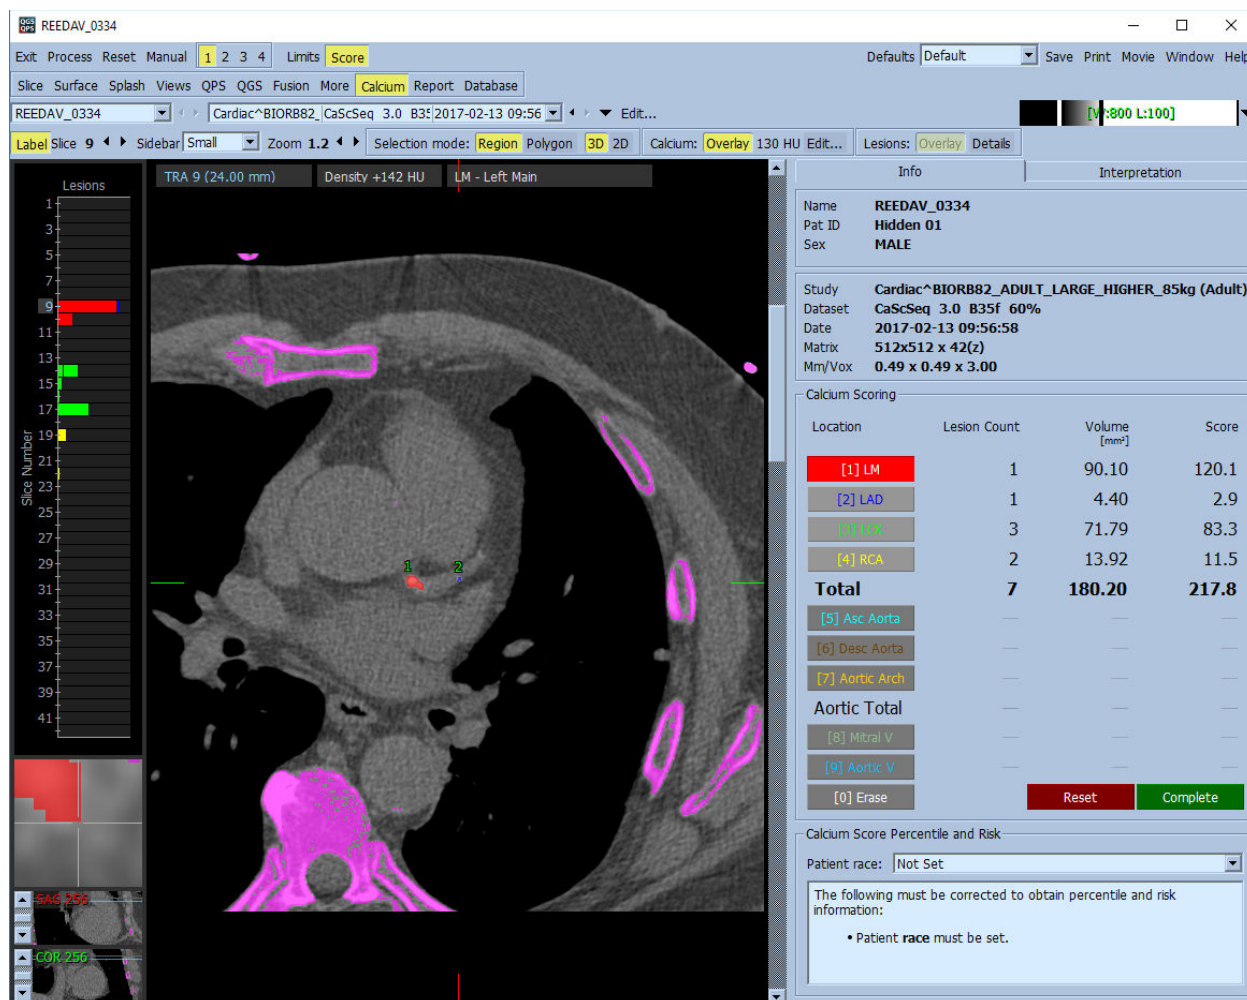 QGS QPS REEDAV_0334
Exit Process Reset Manual 1 2 3 4 Limits Score Defaults Default Save Print Movie Window Help
Slice Surface Splash Views QPS QGS Fusion More Calcium Report Database
REEDAV_0334 Cardiac^BIORB82_ CaScSeq 3.0 B35f 2017-02-13 09:56 Edit...
[W:800 L:100]
Label Slice 9 Sidebar Small Zoom 1.2 Selection mode: Region Polygon 3D 2D Calcium: Overlay 130 HU Edit... Lesions: Overlay Details
Lesions
1
3
5
7
9
11
13
15
17
19
21
23
25
27
29
31
33
35
37
39
41
Slice Number
SAG 256
COR 256
TRA 9 (24.00 mm) Density +142 HU LM - Left Main
1 2
Info Interpretation
Name REEDAV_0334
Pat ID Hidden 01
Sex MALE
Study Cardiac^BIORB82_ADULT_LARGE_HIGHER_85kg (Adult)
Dataset CaScSeq 3.0 B35f 60%
Date 2017-02-13 09:56:58
Matrix 512x512 x 42(z)
Mm/Vox 0.49 x 0.49 x 3.00
Calcium Scoring
Location Lesion Count Volume Score
[mm³]
[1] LM 1 90.10 120.1
[2] LAD 1 4.40 2.9
[3] LCX 3 71.79 83.3
[4] RCA 2 13.92 11.5
Total 7 180.20 217.8
[5] Asc Aorta — — —
[6] Desc Aorta — — —
[7] Aortic Arch — — —
Aortic Total — — —
[8] Mitral V — — —
[9] Aortic V — — —
[0] Erase Reset Complete
Calcium Score Percentile and Risk
Patient race: Not Set
The following must be corrected to obtain percentile and risk
information:
• Patient race must be set.